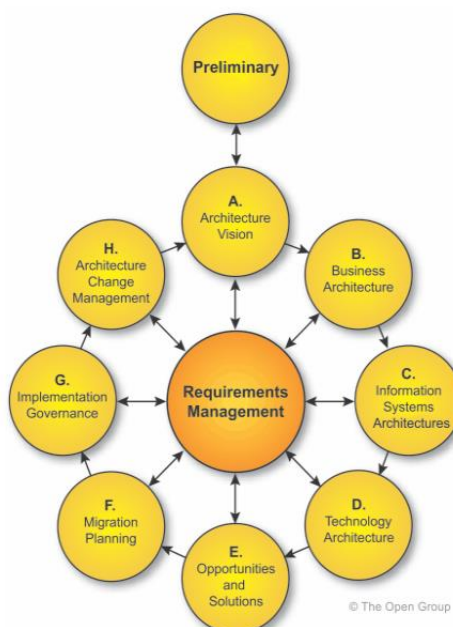 Preliminary
A.
Architecture
Vision
B.
Business
Architecture
C.
Information
Systems
Architectures
D.
Technology
Architecture
E.
Opportunities
and
Solutions
F.
Migration
Planning
G.
Implementation
Governance
H.
Architecture
Change
Management
Requirements
Management
© The Open Group